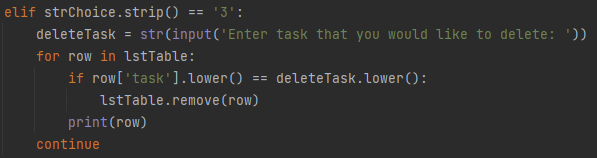 elif strChoice.strip() == '3':
    deleteTask = str(input('Enter task that you would like to delete: '))
    for row in lstTable:
        if row['task'].lower() == deleteTask.lower():
            lstTable.remove(row)
        print(row)
    continue